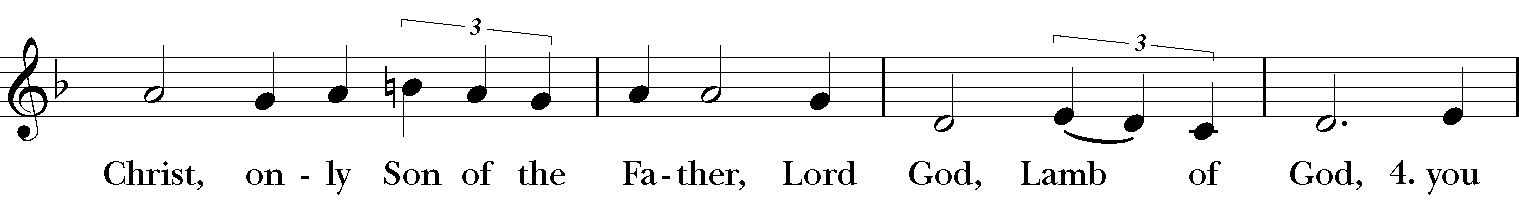 3 3
Christ, on - ly Son of the Fa - ther, Lord God, Lamb of God, 4. you